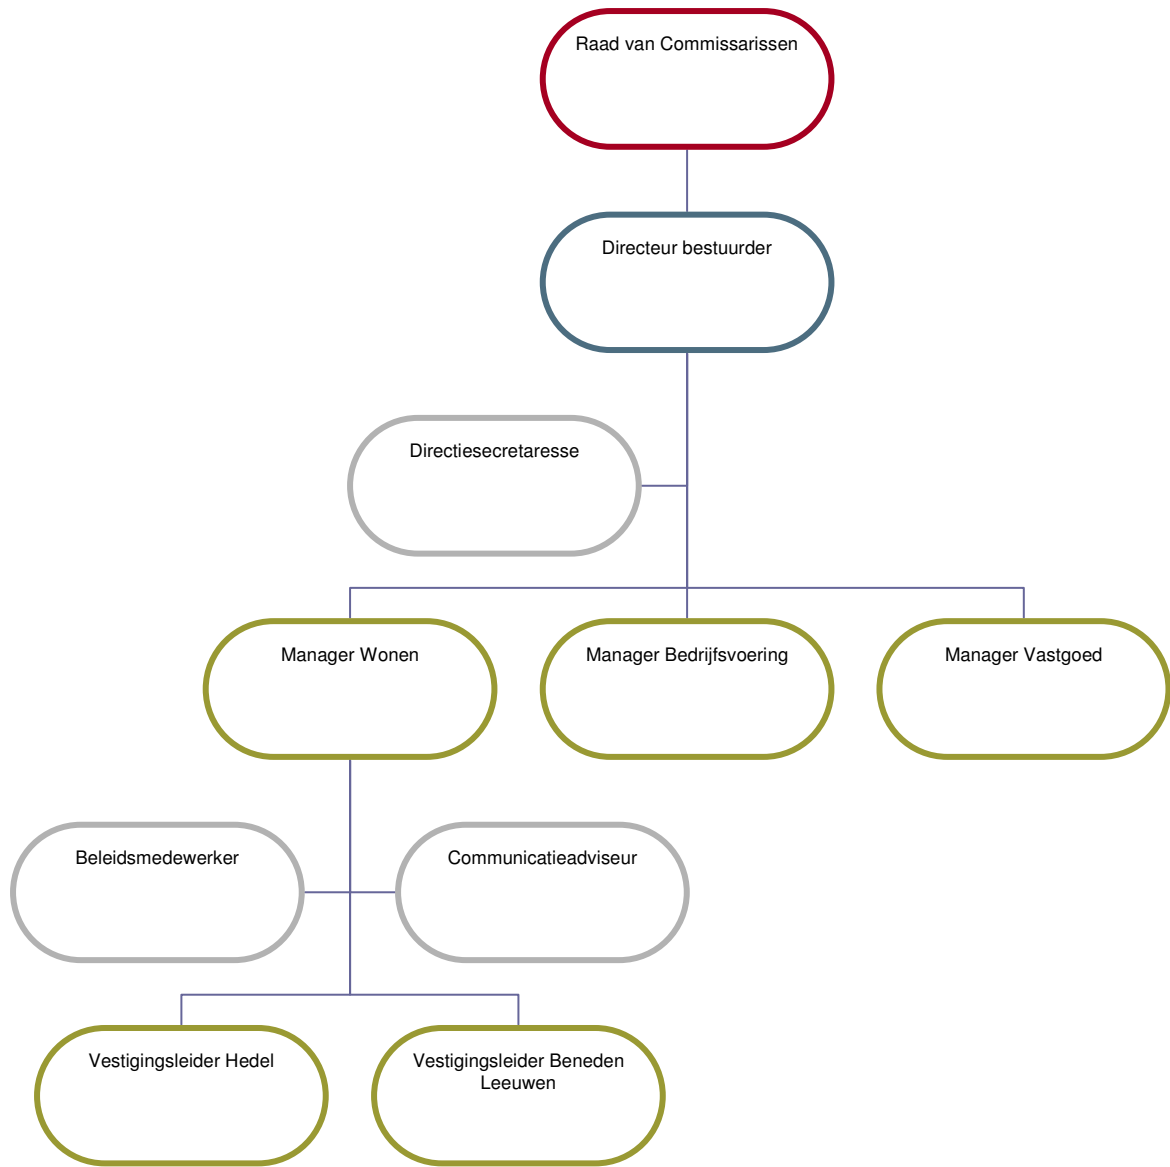 Raad van Commissarissen
Directeur bestuurder
Directiesecretaresse
Manager Wonen
Manager Bedrijfsvoering
Manager Vastgoed
Beleidsmedewerker
Communicatieadviseur
Vestigingsleider Hedel
Vestigingsleider Beneden
Leeuwen